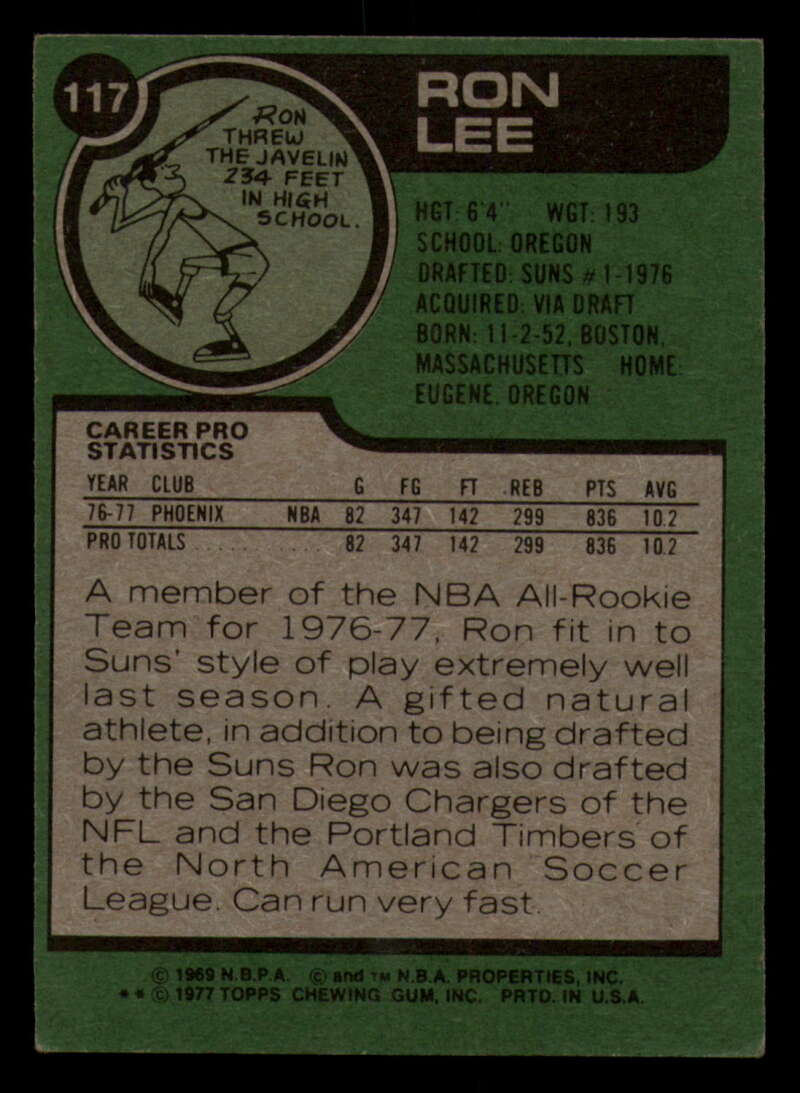 117
RON
THREW
THE JAVELIN
234 FEET
IN HIGH
SCHOOL.
RON
LEE
HGT: 6'4" WGT: 193
SCHOOL: OREGON
DRAFTED: SUNS #1-1976
ACQUIRED: VIA DRAFT
BORN: 11-2-52, BOSTON,
MASSACHUSETTS HOME:
EUGENE, OREGON
CAREER PRO
STATISTICS
YEAR CLUB G FG FT REB PTS AVG
76-77 PHOENIX NBA 82 347 142 299 836 10.2
PRO TOTALS ............ 82 347 142 299 836 10.2
A member of the NBA All-Rookie
Team for 1976-77, Ron fit in to
Suns' style of play extremely well
last season. A gifted natural
athlete, in addition to being drafted
by the Suns Ron was also drafted
by the San Diego Chargers of the
NFL and the Portland Timbers of
the North American Soccer
League. Can run very fast.
© 1969 N.B.P.A. © and ™ N.B.A. PROPERTIES, INC.
** © 1977 TOPPS CHEWING GUM, INC. PRTD. IN U.S.A.